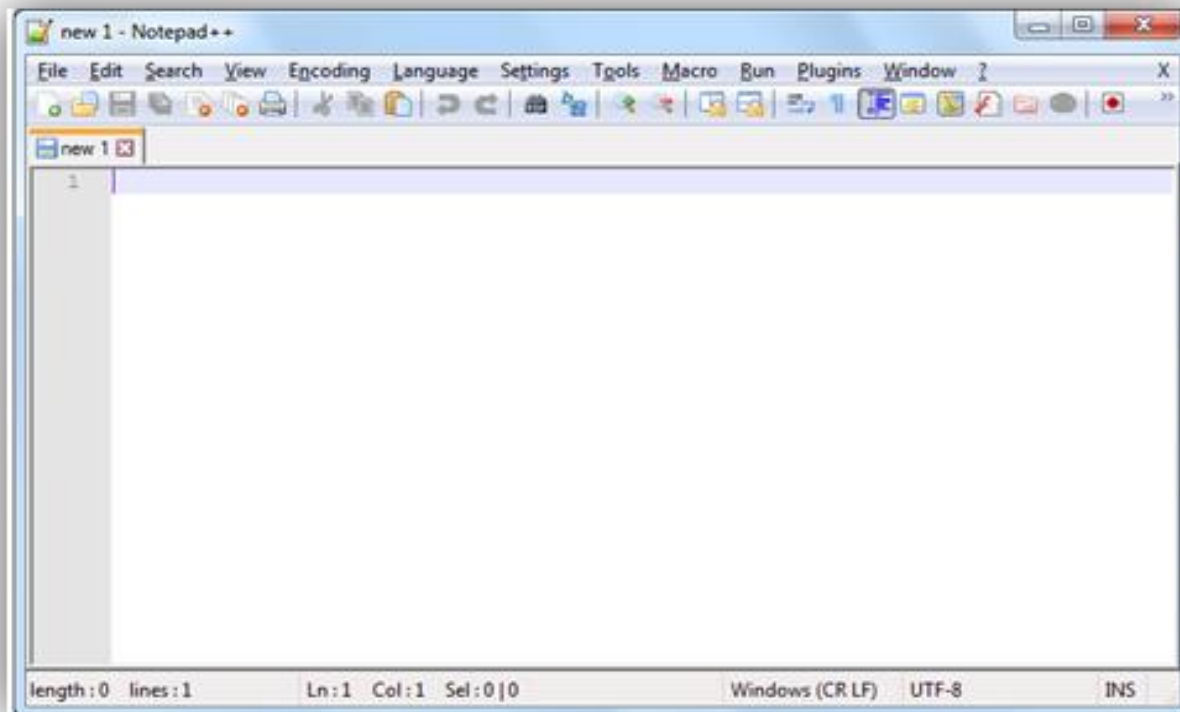 new 1 - Notepad++
File Edit Search View Encoding Language Settings Tools Macro Run Plugins Window ? X
new 1
1
length : 0 lines : 1 Ln : 1 Col : 1 Sel : 0 | 0 Windows (CR LF) UTF-8 INS